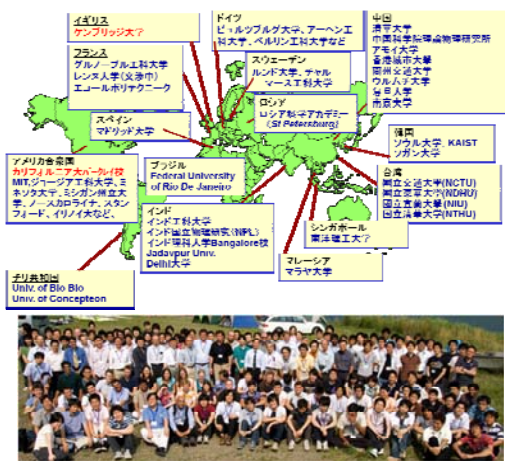 イギリス
ケンブリッジ大学
フランス
グルノーブル工科大学
レンヌ大学(交渉中)
エコールポリテクニーク
ドイツ
ビュルツブルグ大学、アーヘン工
科大学、ベルリン工科大学など
スウェーデン
ルンド大学、チャル
マース工科大学
ロシア
ロシア科学アカデミー
(St Petersburg)
中国
清華大学
中国科学院理論物理研究所
アモイ大学
香港城市大學
蘭州交通大学
ウルムチ大学
復旦大学
南京大学
スペイン
マドリッド大学
韓国
ソウル大学、KAIST
ソガン大学
アメリカ合衆国
カリフォルニア大バークレイ校
MIT,ジョージア工科大学、ミ
ネソタ大学、ミシガン州立大
学、ノースカロライナ、スタン
フォード、イリノイ大など、
ブラジル
Federal University
of Rio De Janeiro
台湾
国立交通大学(NCTU)
国立東華大学(NDHU)
國立宜蘭大學(NIU)
国立清華大学(NTHU)
インド
インド工科大学
インド国立物理研究(NPL)
インド理科大学Bangalore校
Jadavpur Univ.
Delhi大学
シンガポール
南洋理工大学
マレーシア
マラヤ大学
チリ共和国
Univ. of Bio Bio
Univ. of Concepteon